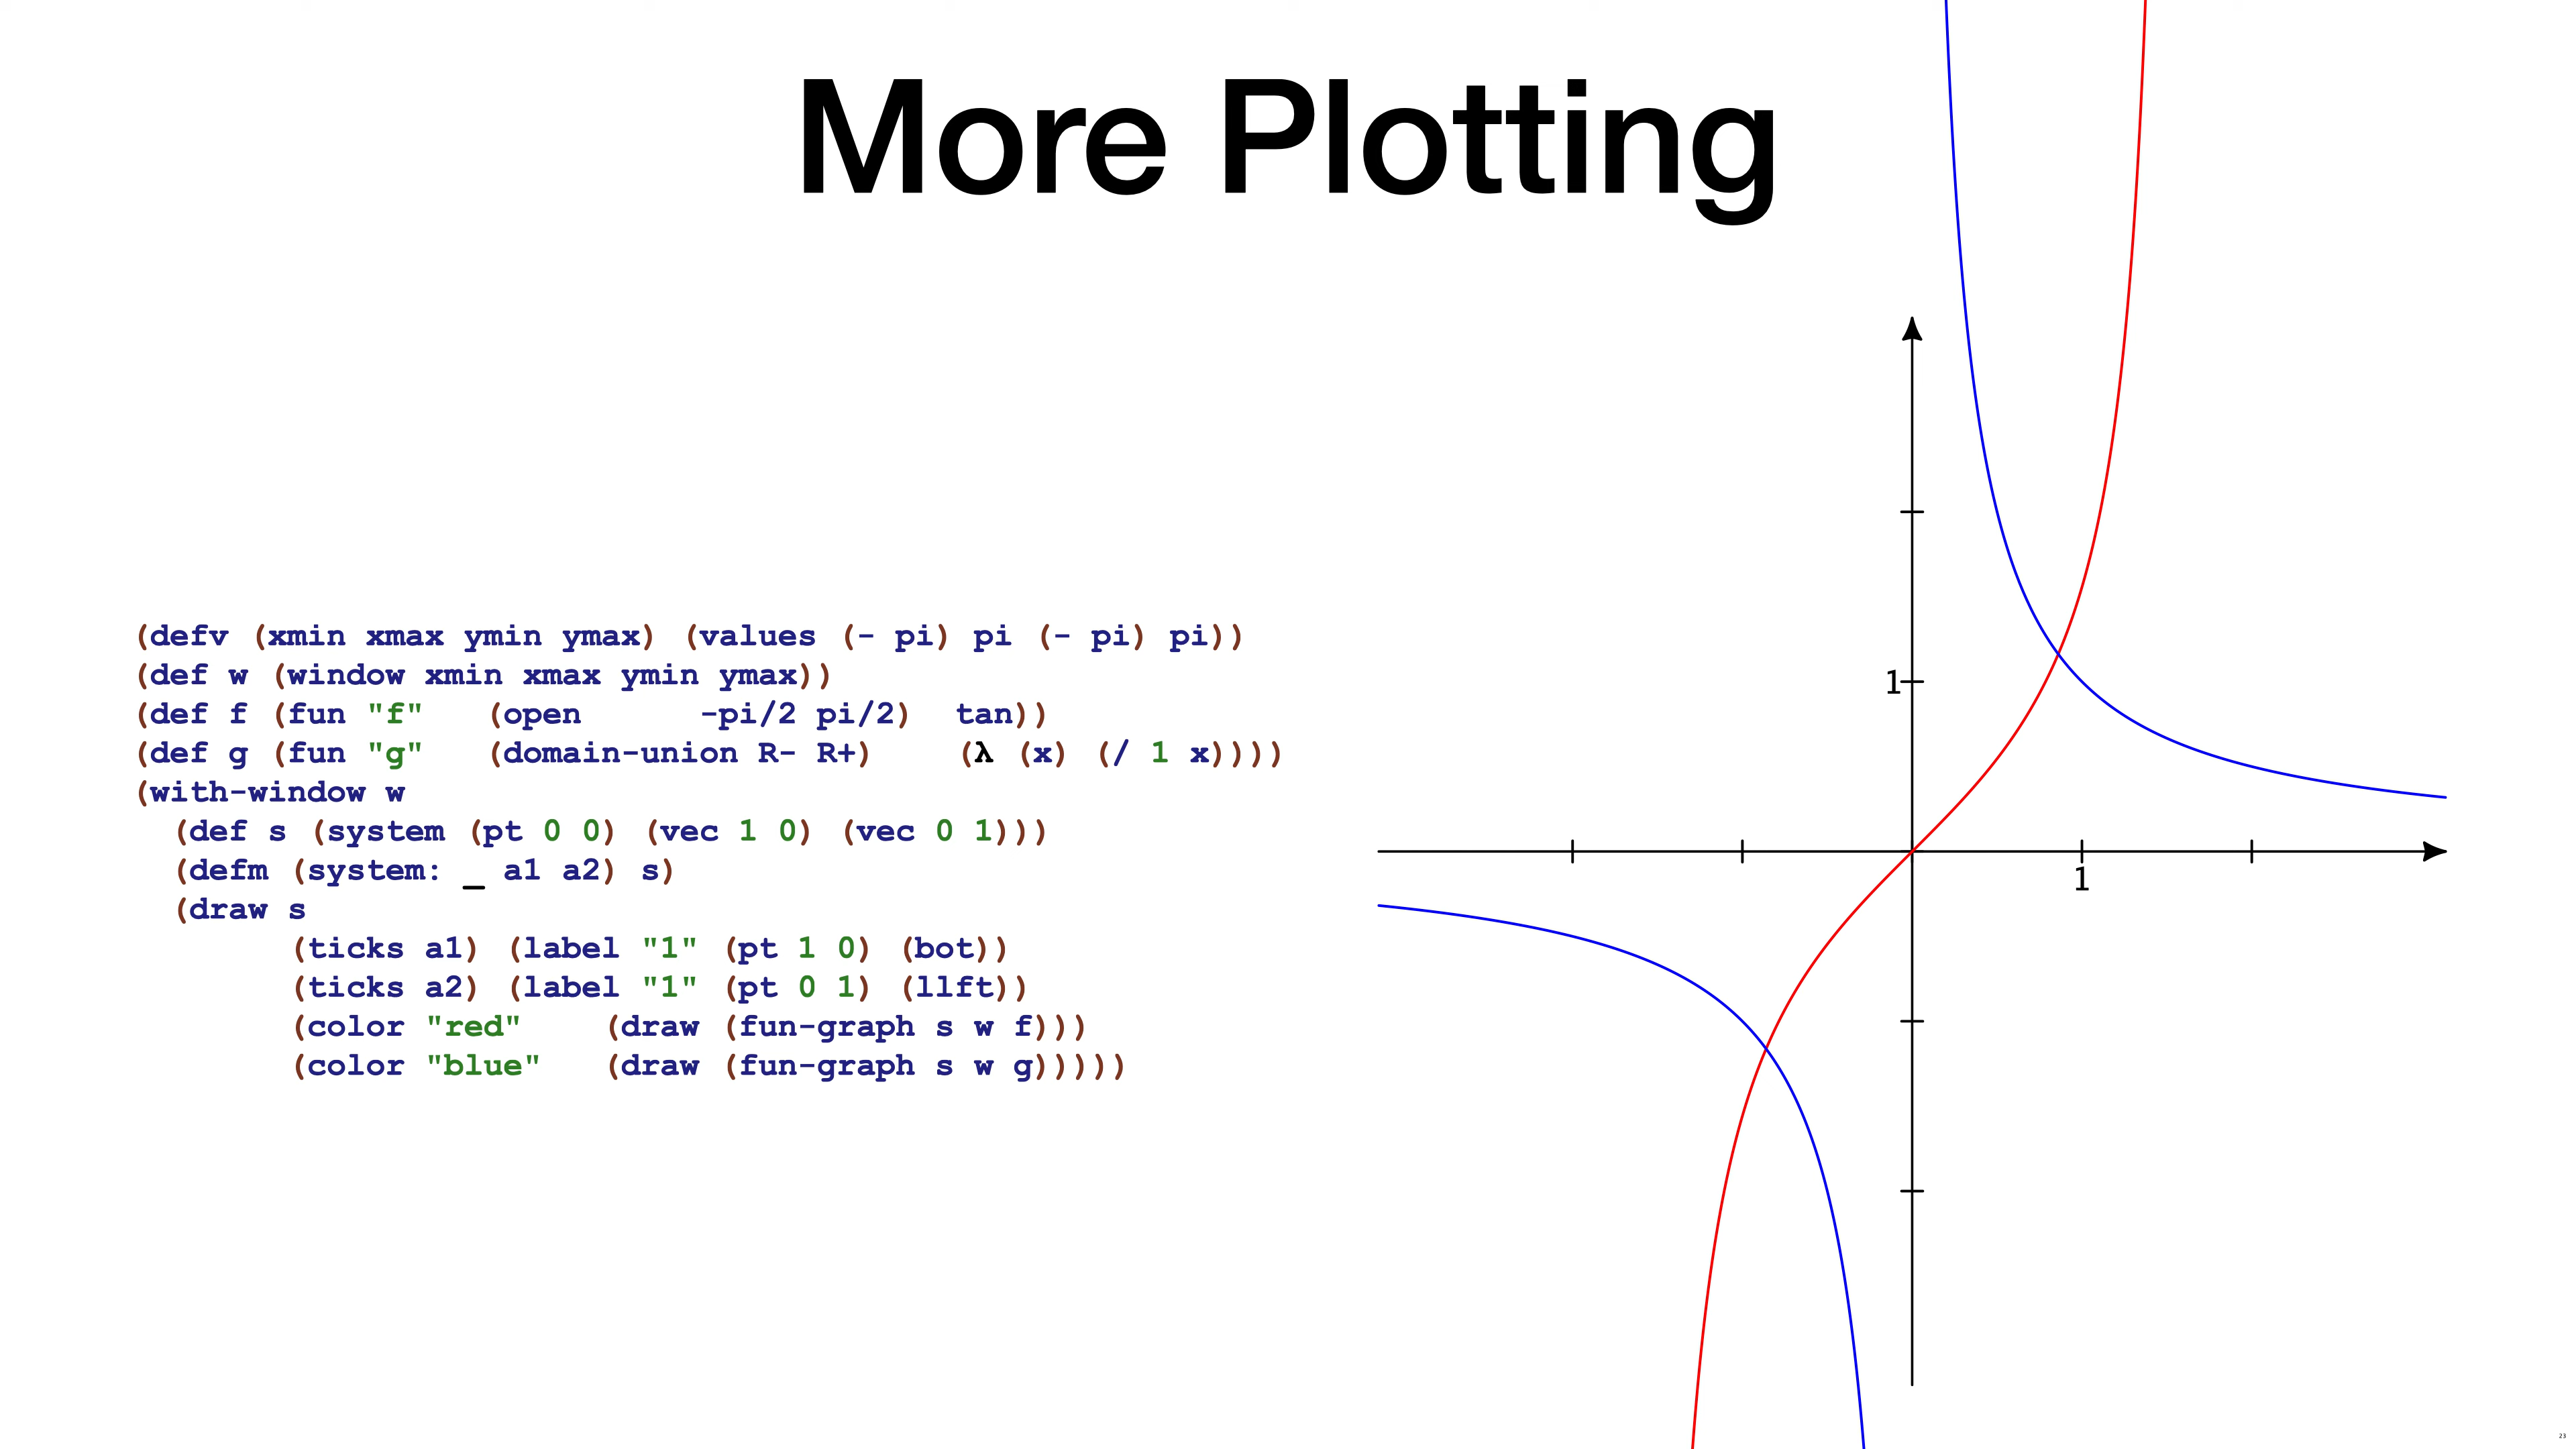 More Plotting
(defv (xmin xmax ymin ymax) (values (- pi) pi (- pi) pi))
(def w (window xmin xmax ymin ymax))
(def f (fun "f"   (open      -pi/2 pi/2)  tan))
(def g (fun "g"   (domain-union R- R+)    (λ (x) (/ 1 x))))
(with-window w
  (def s (system (pt 0 0) (vec 1 0) (vec 0 1)))
  (defm (system: _ a1 a2) s)
  (draw s
        (ticks a1) (label "1" (pt 1 0) (bot))
        (ticks a2) (label "1" (pt 0 1) (llft))
        (color "red"    (draw (fun-graph s w f)))
        (color "blue"   (draw (fun-graph s w g)))))
1
1
23